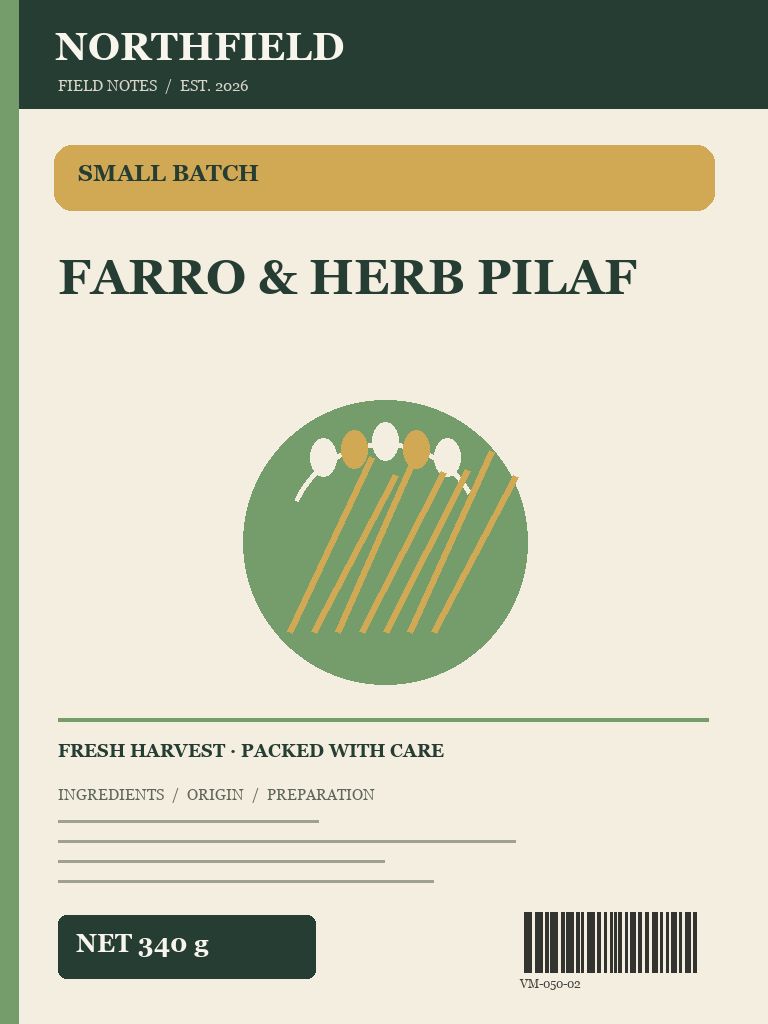 NORTHFIELD
FIELD NOTES / EST. 2026
SMALL BATCH
FARRO & HERB PILAF
FRESH HARVEST · PACKED WITH CARE
INGREDIENTS / ORIGIN / PREPARATION
NET 340 g
VM-050-02